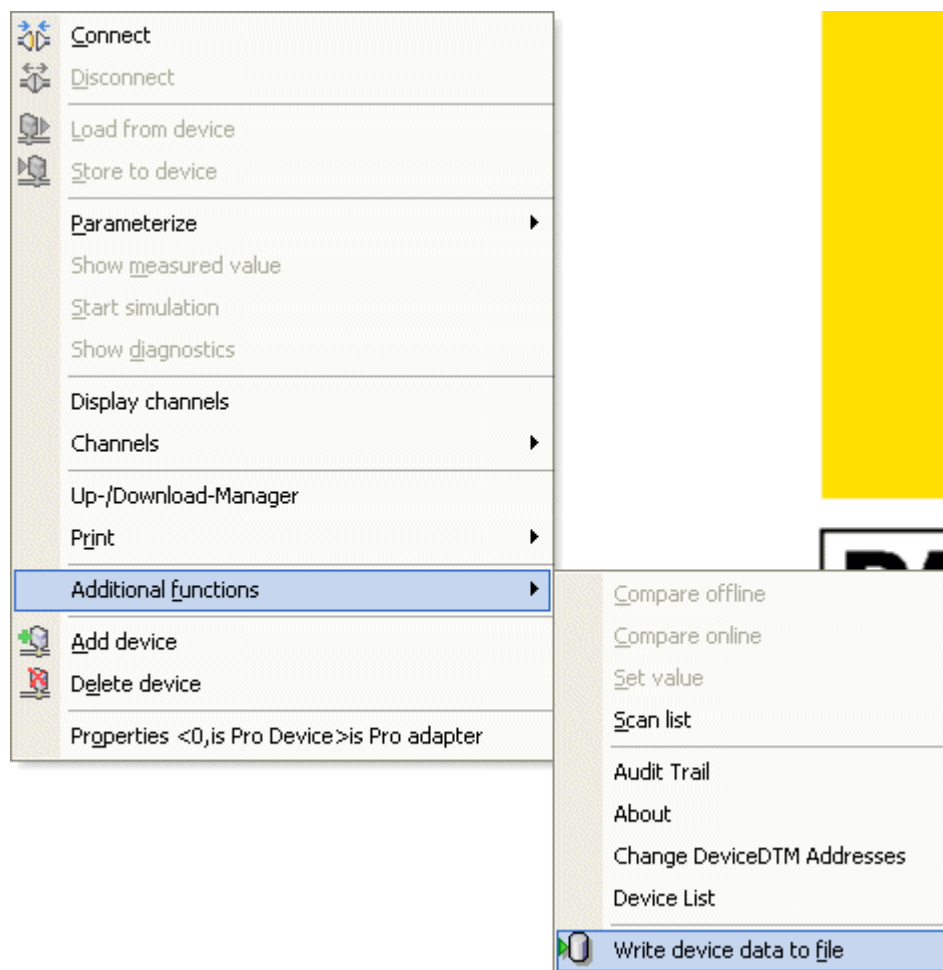 Connect
Disconnect
Load from device
Store to device
Parameterize
Show measured value
Start simulation
Show diagnostics
Display channels
Channels
Up-/Download-Manager
Print
Additional functions
Add device
Delete device
Properties <0,is Pro Device>is Pro adapter
Compare offline
Compare online
Set value
Scan list
Audit Trail
About
Change DeviceDTM Addresses
Device List
Write device data to file